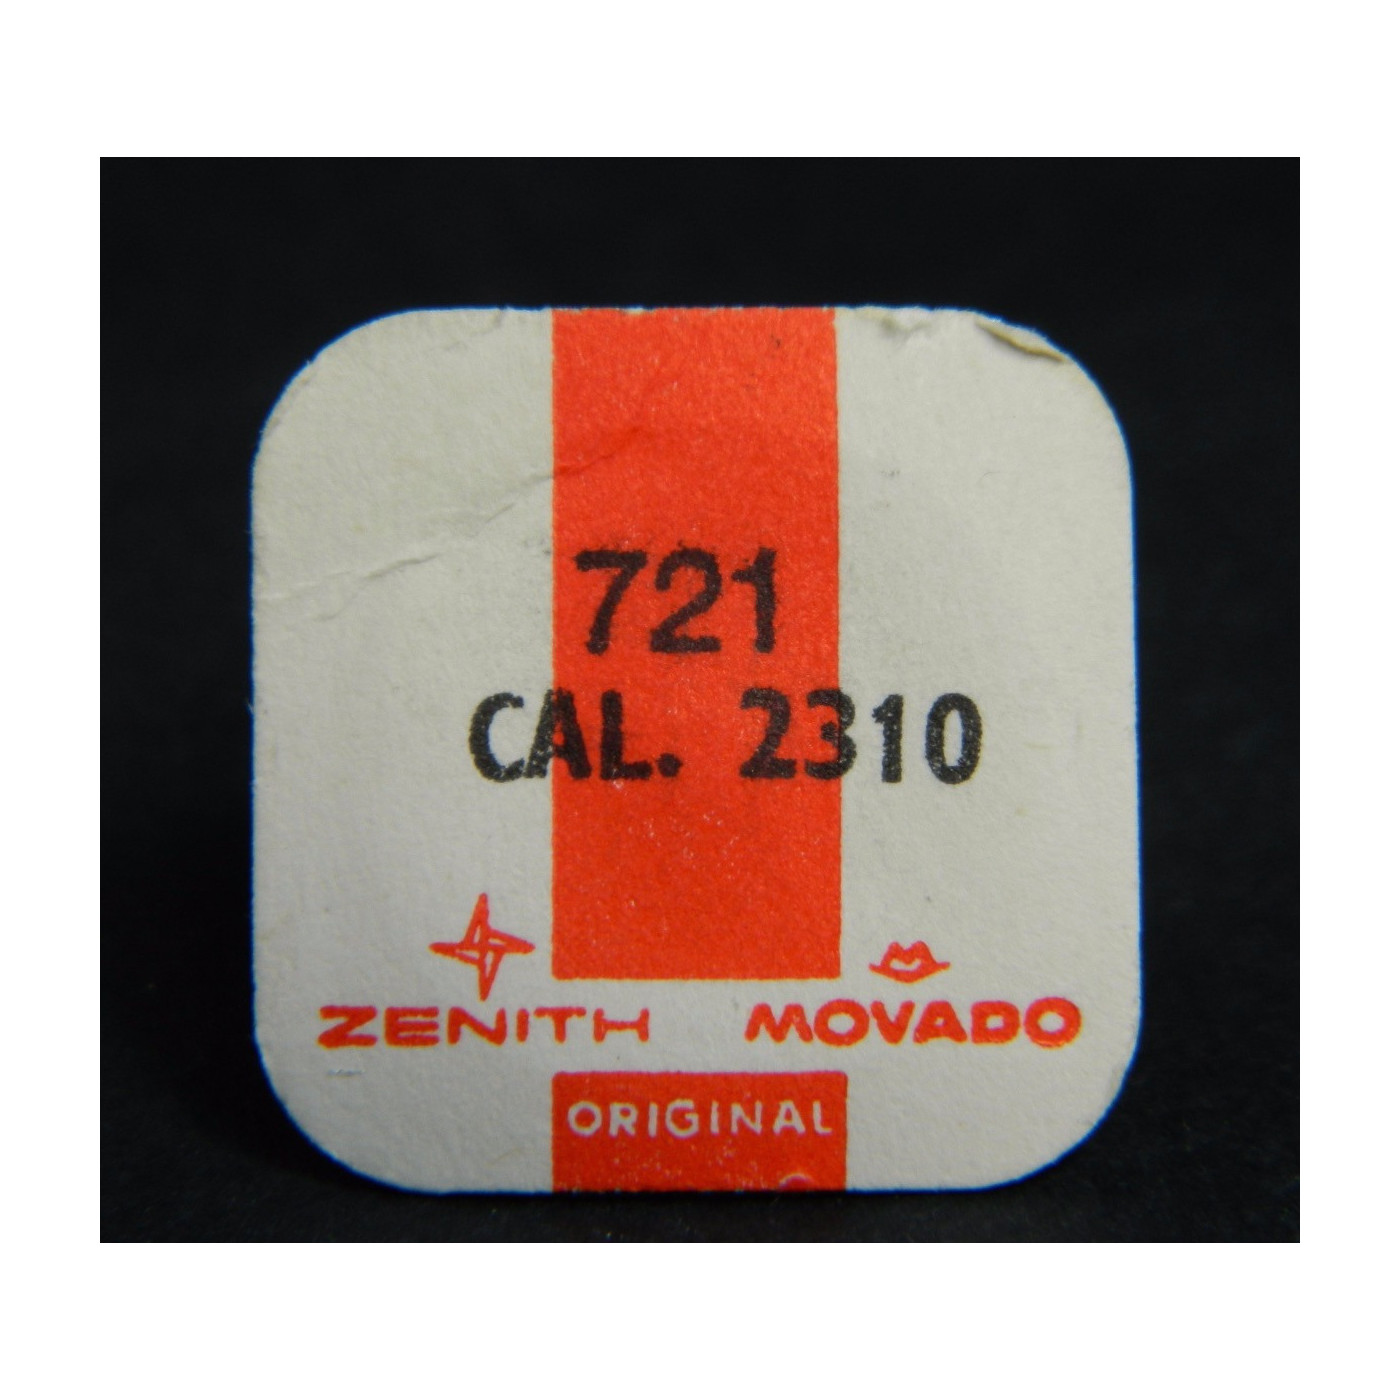 721
CAL. 2310
ZENITH MOVADO
ORIGINAL